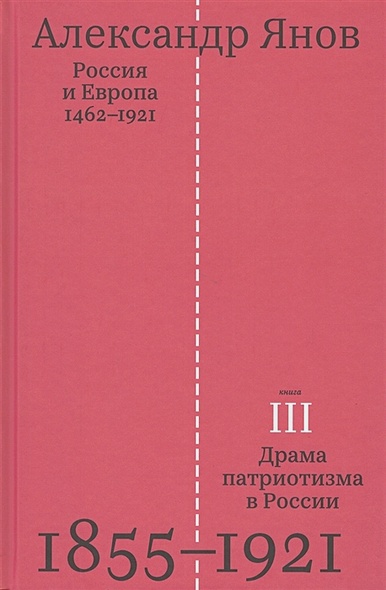 Александр Янов
Россия
и Европа
1462–1921
книга
III
Драма
патриотизма
в России
1855–1921